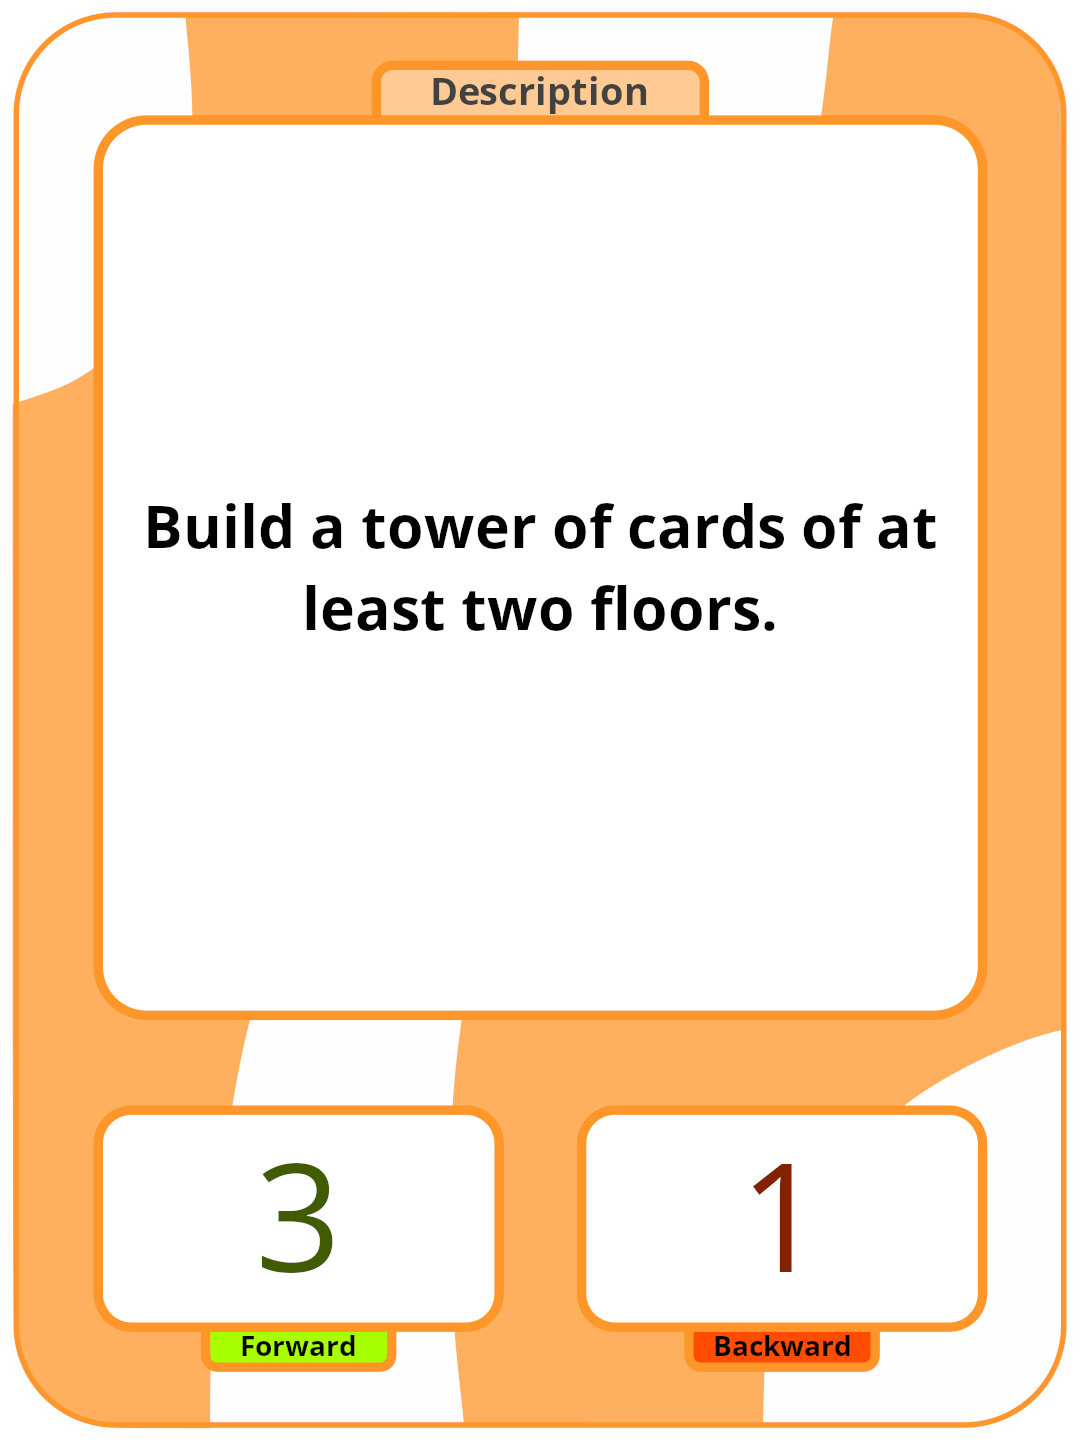 Description
Build a tower of cards of at
least two floors.
3
1
Forward
Backward